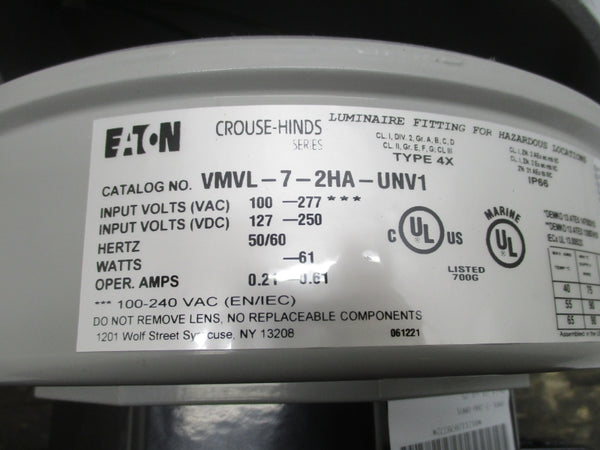 EATON
CROUSE-HINDS
SERIES
LUMINAIRE FITTING FOR HAZARDOUS LOCATIONS
CL. I, DIV. 2, Gr. A, B, C, D
CL. II, Gr. E, F, G; CL III
TYPE 4X
IP66
CATALOG NO. VMVL-7-2HA-UNV1
INPUT VOLTS (VAC) 100 -277 ***
INPUT VOLTS (VDC) 127 -250
HERTZ 50/60
WATTS -61
OPER. AMPS 0.21 -0.61
*** 100-240 VAC (EN/IEC)
DO NOT REMOVE LENS, NO REPLACEABLE COMPONENTS
1201 Wolf Street Syracuse, NY 13208 061221
C UL US
MARINE
UL
LISTED
700G
40 75
55 90
65